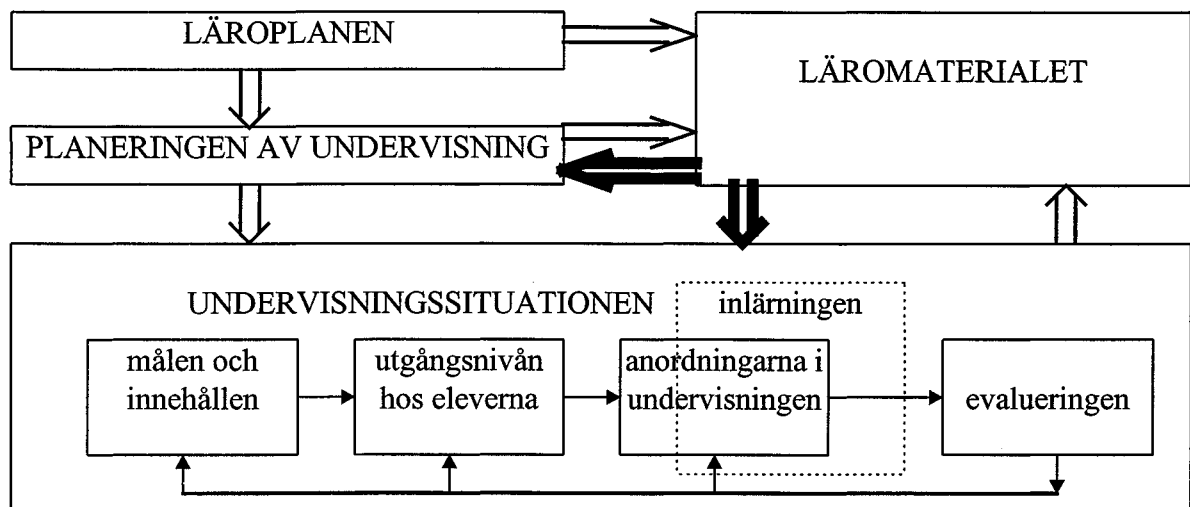 LÄROPLANEN
LÄROMATERIALET
PLANERINGEN AV UNDERVISNING
UNDERVISNINGSSITUATIONEN
inlärningen
målen och
innehållen
utgångsnivån
hos eleverna
anordningarna i
undervisningen
evalueringen